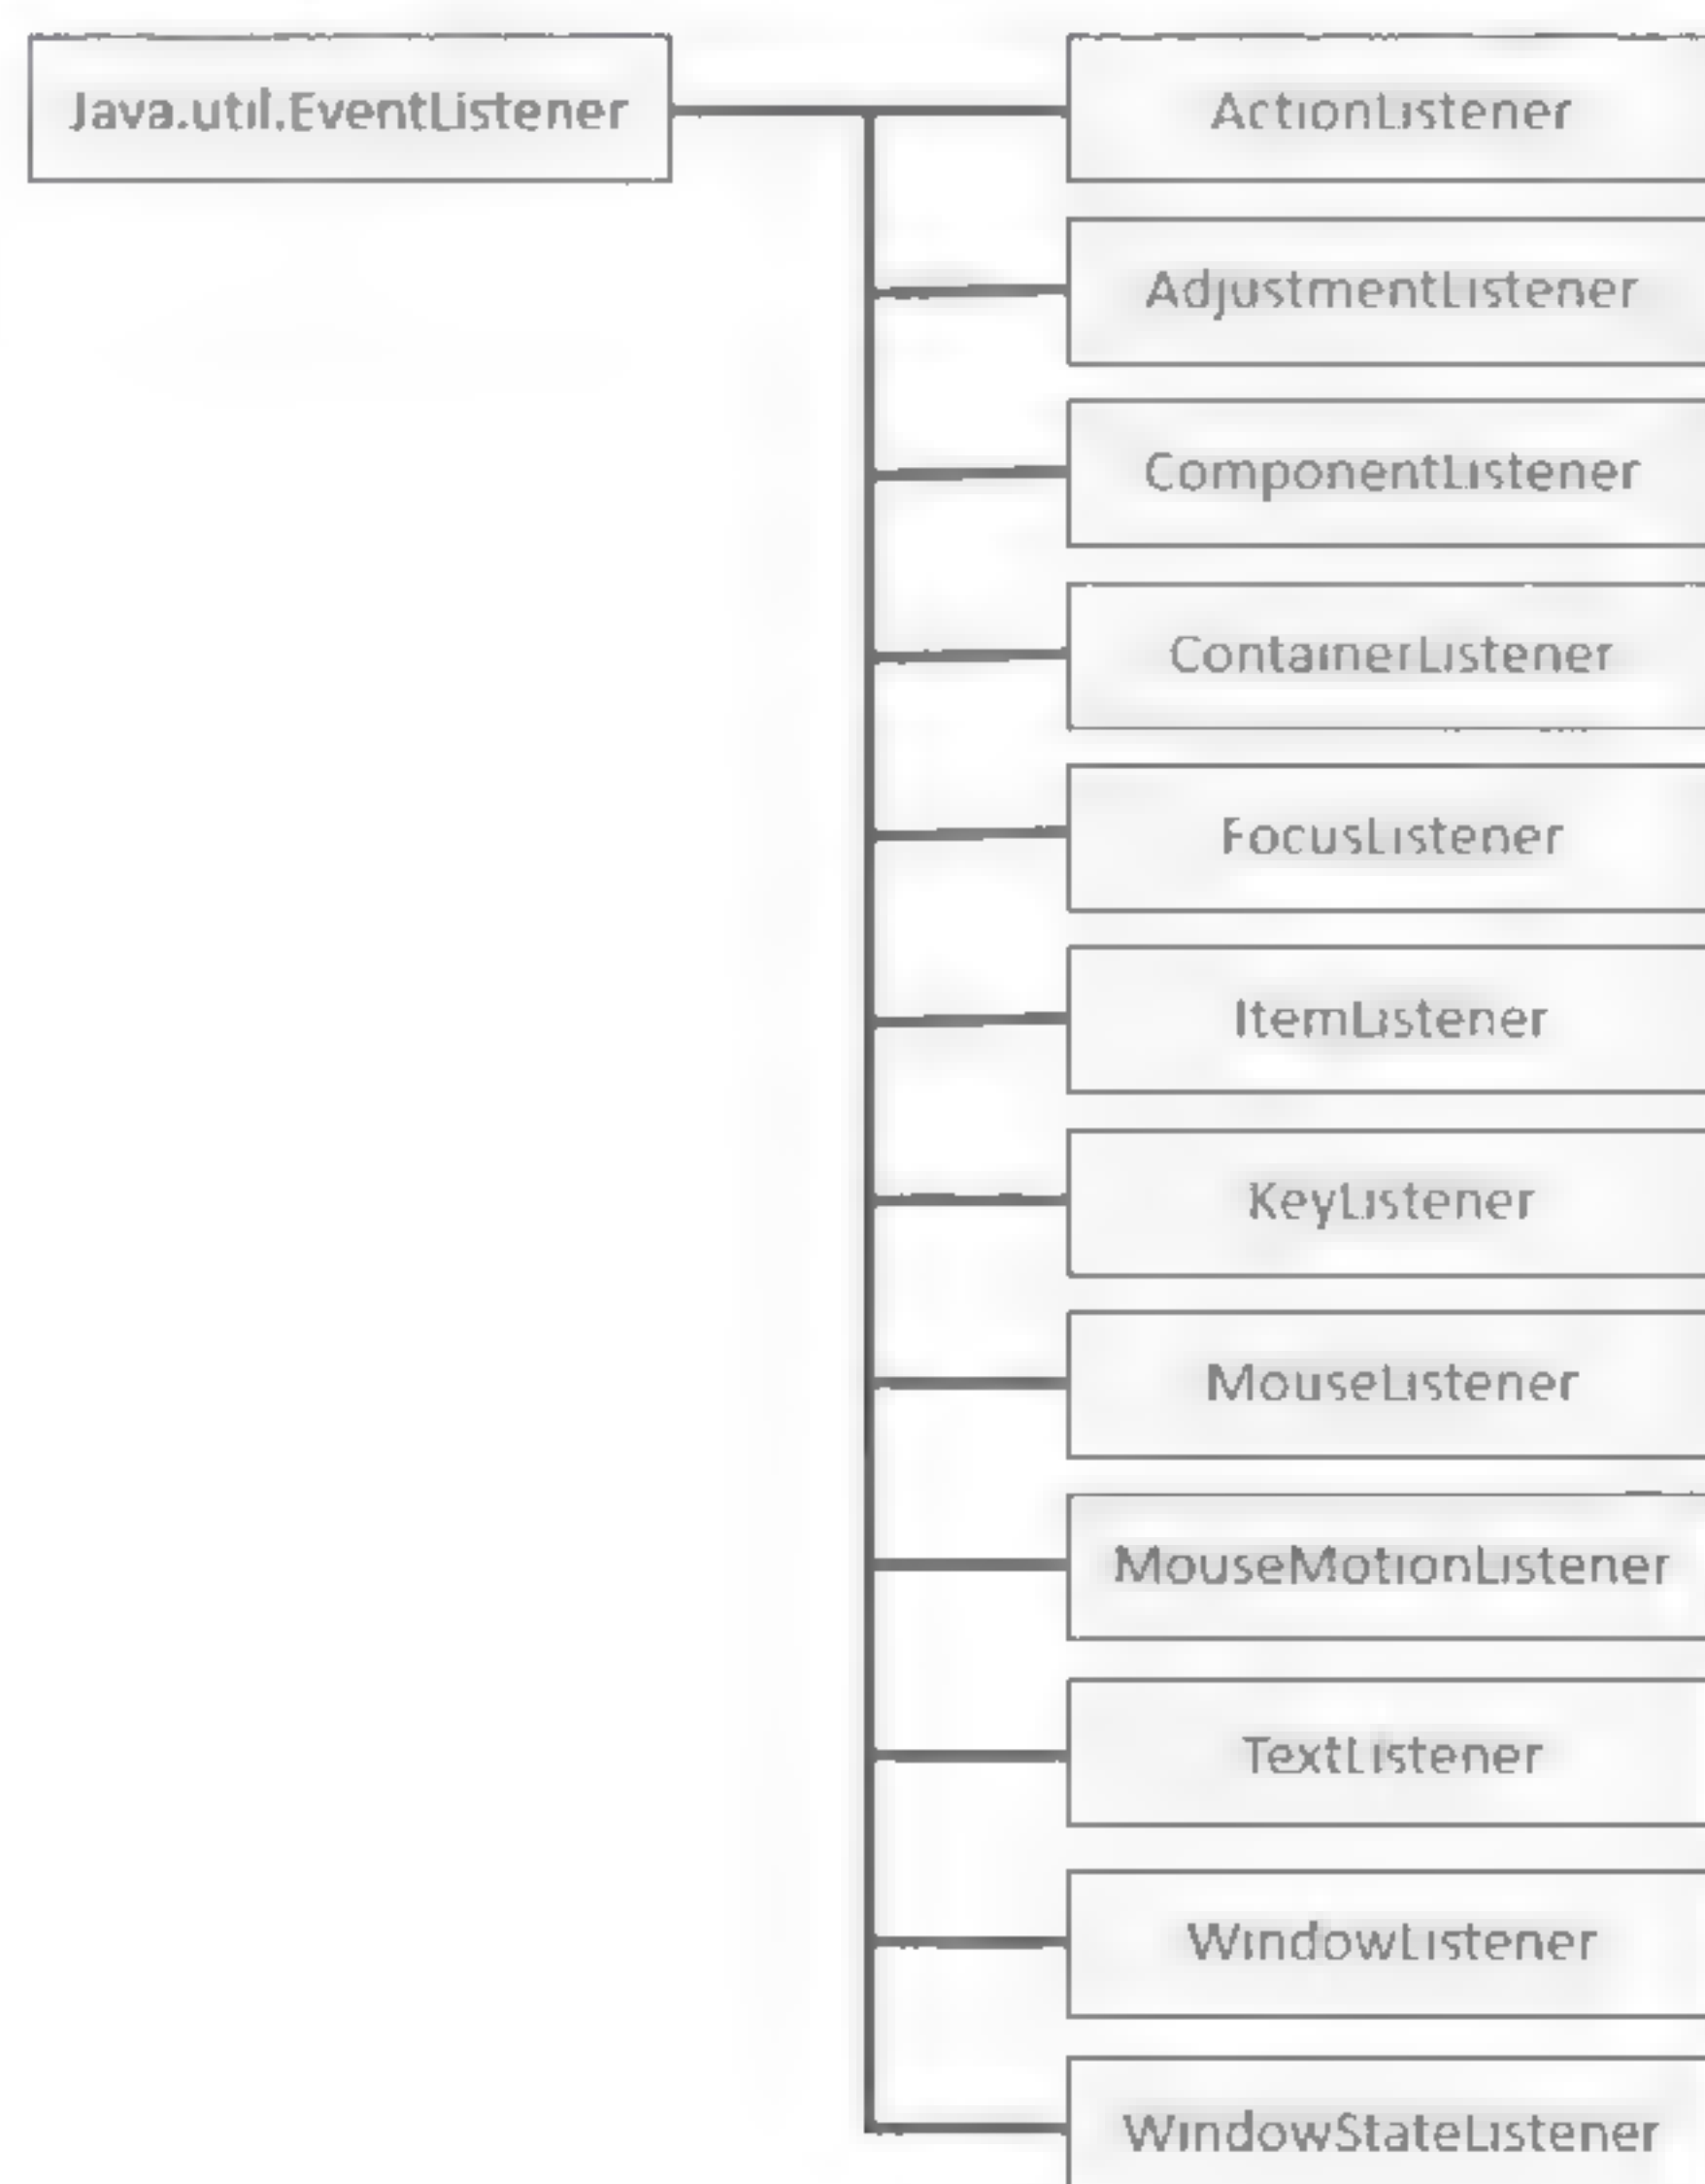 Java.util.EventListener
ActionListener
AdjustmentListener
ComponentListener
ContainerListener
FocusListener
ItemListener
KeyListener
MouseListener
MouseMotionListener
TextListener
WindowListener
WindowStateListener